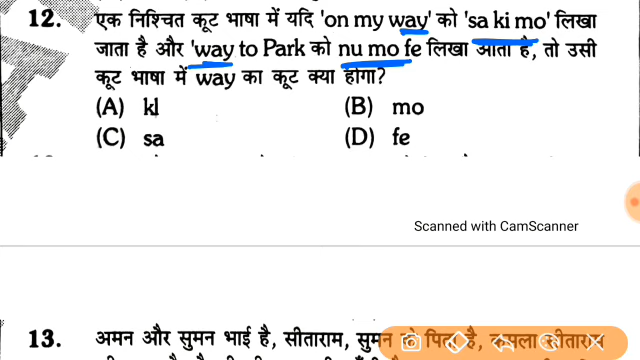 12. एक निश्चित कूट भाषा में यदि 'on my way' को 'sa ki mo' लिखा
जाता है और 'way to Park को nu mo fe लिखा जाता है, तो उसी
कूट भाषा में way का कूट क्या होगा?
(A) kl (B) mo
(C) sa (D) fe
Scanned with CamScanner
13. अमन और सुमन भाई है, सीताराम, सुमन का पिता है, कमला सीताराम